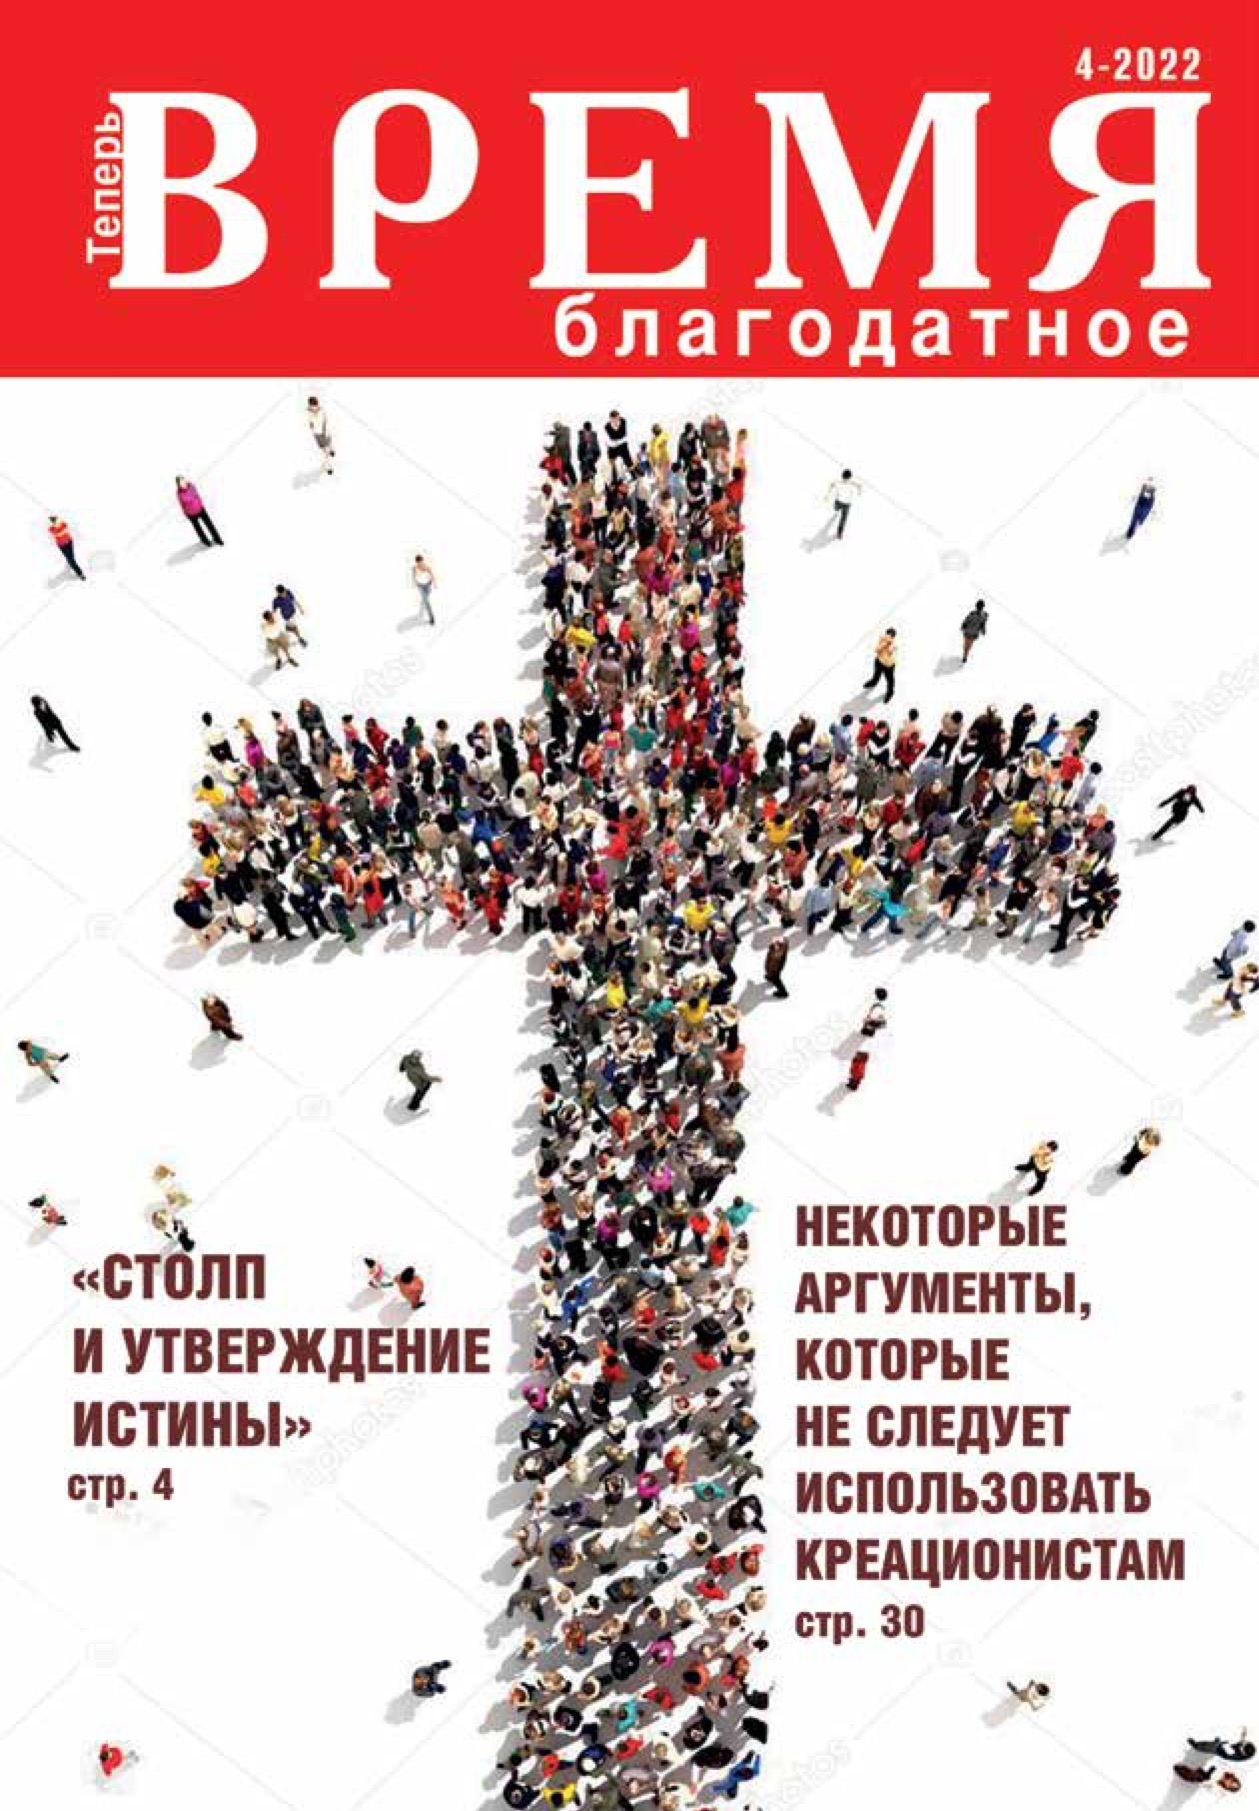 4-2022
Теперь
ВРЕМЯ
благодатное
«СТОЛП
И УТВЕРЖДЕНИЕ
ИСТИНЫ»
стр. 4
НЕКОТОРЫЕ
АРГУМЕНТЫ,
КОТОРЫЕ
НЕ СЛЕДУЕТ
ИСПОЛЬЗОВАТЬ
КРЕАЦИОНИСТАМ
стр. 30